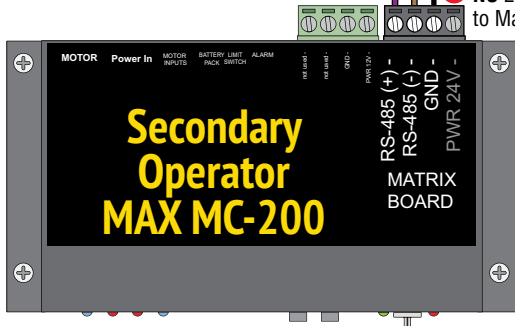 NO
to Ma
MOTOR
Power In
MOTOR
INPUTS
BATTERY
PACK
LIMIT
SWITCH
ALARM
not used -
not used -
GND -
PWR 12V -
RS-485 (+) -
RS-485 (-) -
GND -
PWR 24V -
MATRIX
BOARD
Secondary
Operator
MAX MC-200